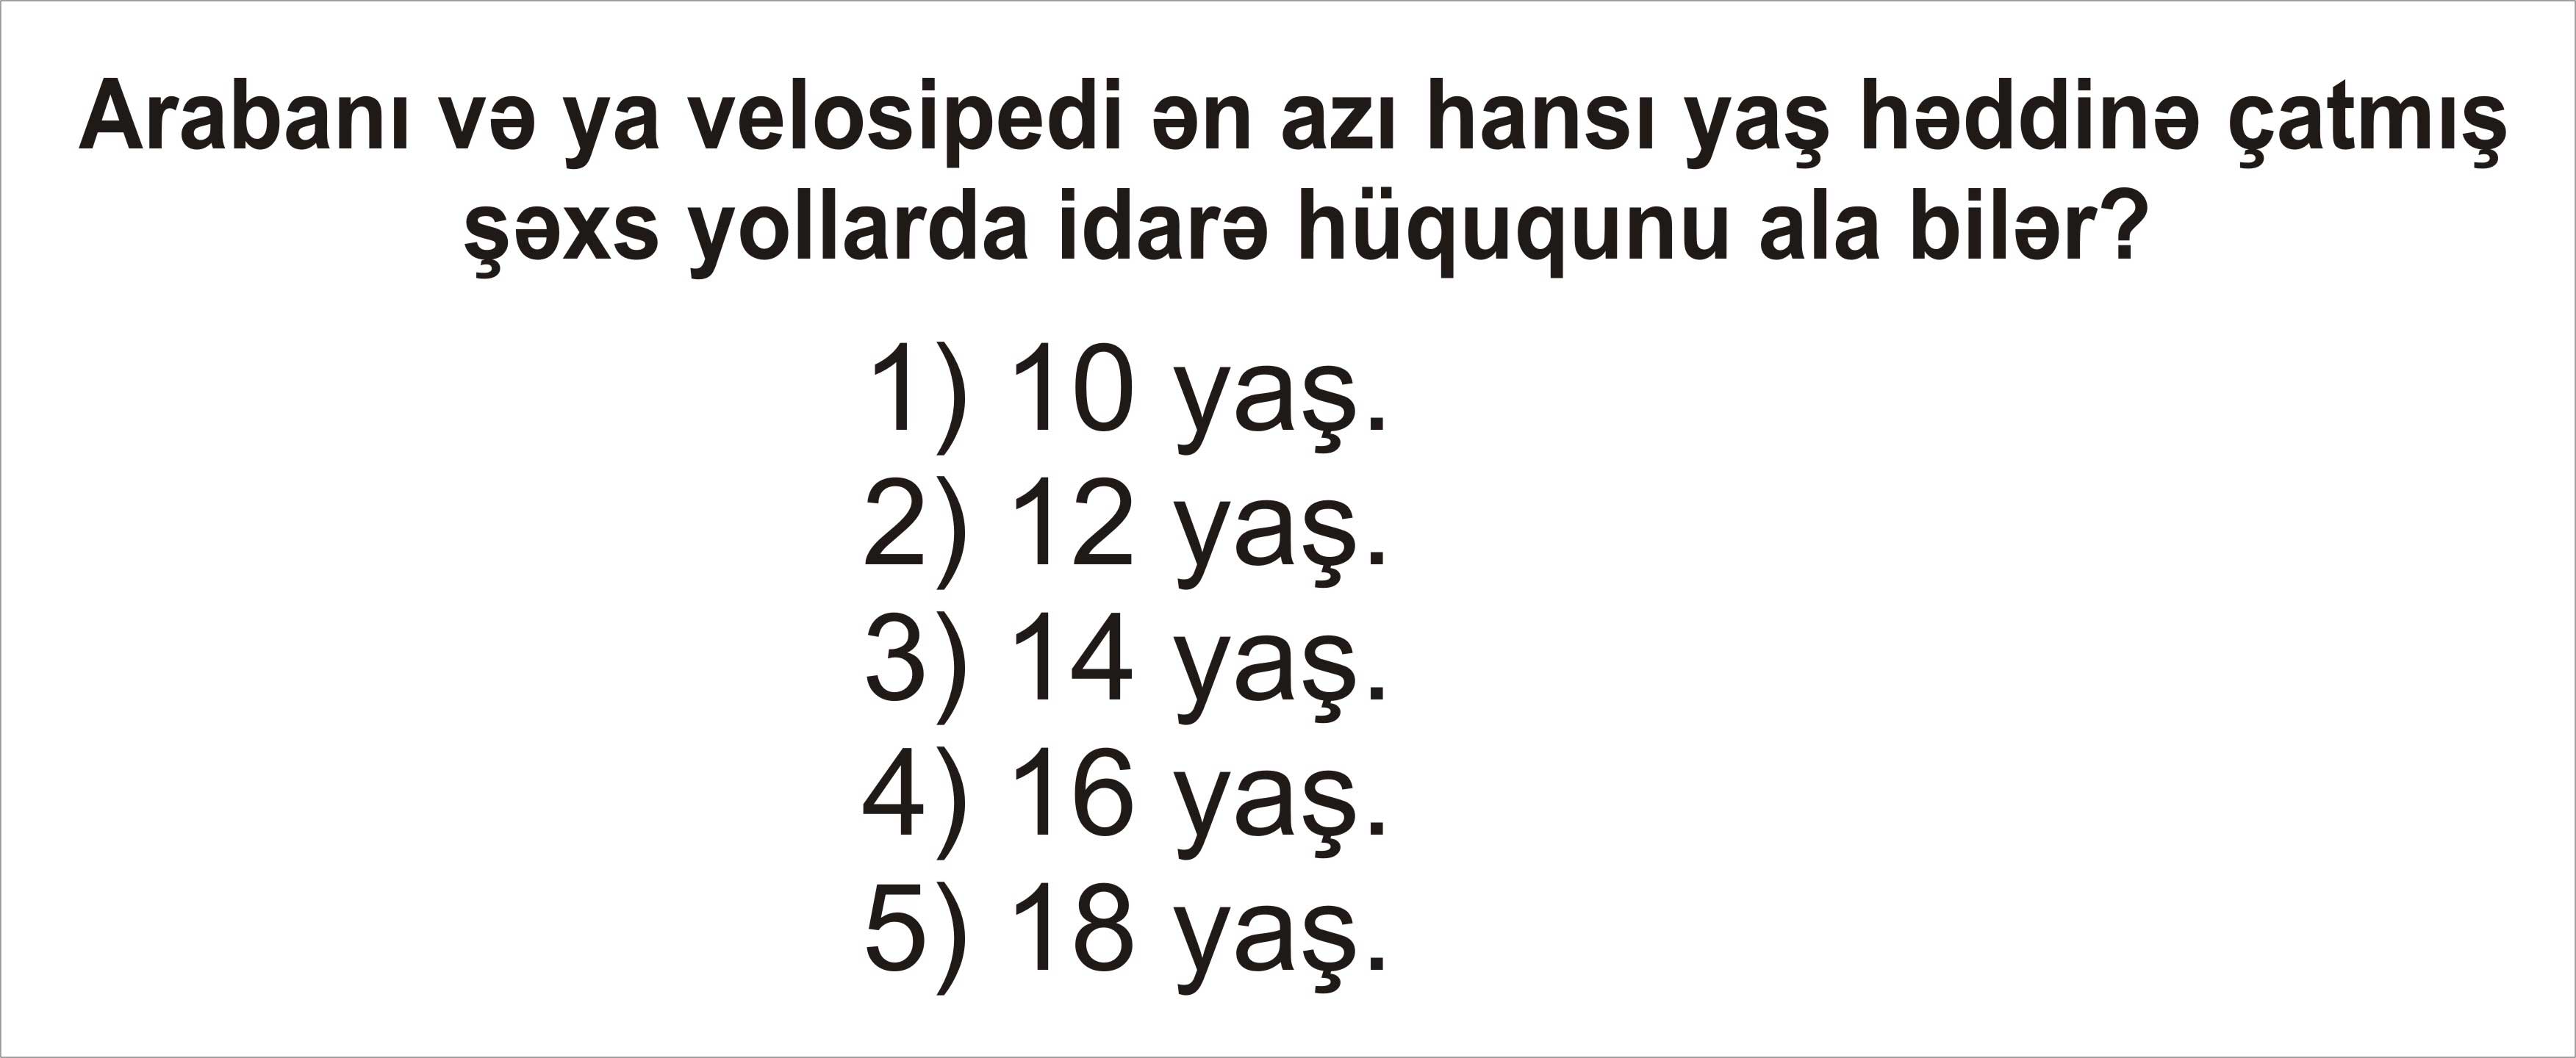 Arabanı və ya velosipedi ən azı hansı yaş həddinə çatmış
şəxs yollarda idarə hüququnu ala bilər?
1) 10 yaş.
2) 12 yaş.
3) 14 yaş.
4) 16 yaş.
5) 18 yaş.